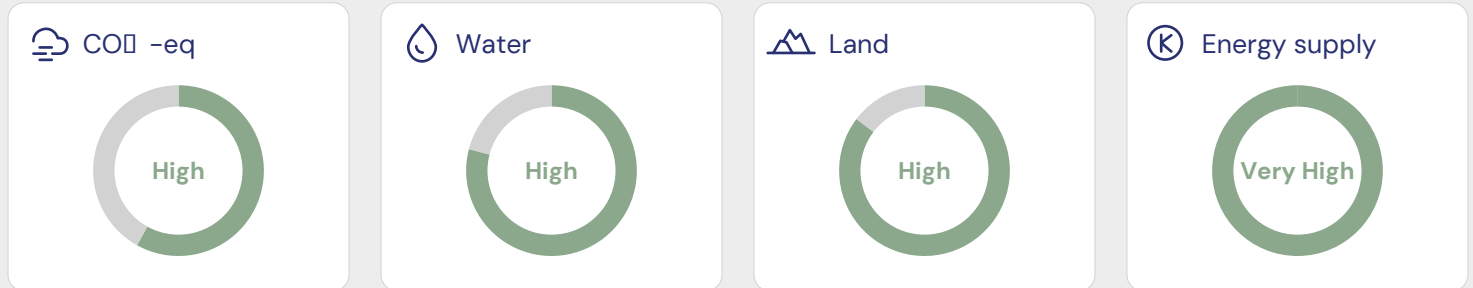 CO▯ -eq
Water
Land
Energy supply
High
High
High
Very High